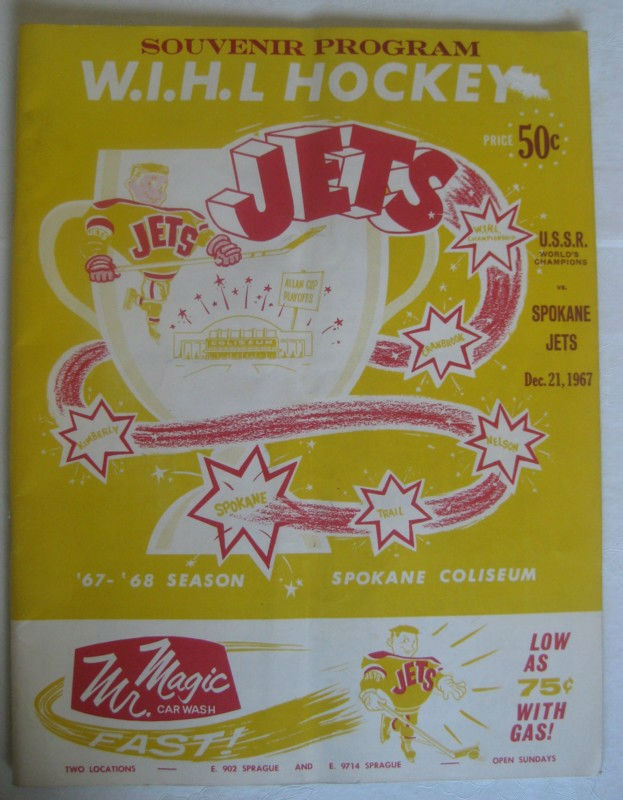 SOUVENIR PROGRAM
W.I.H.L HOCKEY
PRICE 50¢
JETS
JETS
W.I.H.L.
CHAMPIONSHIP
U.S.S.R.
WORLD'S
CHAMPIONS
vs.
SPOKANE
JETS
Dec. 21, 1967
ALLAN CUP
PLAYOFFS
COLISEUM
CRANBROOK
KIMBERLY
NELSON
SPOKANE
TRAIL
'67-'68 SEASON
SPOKANE COLISEUM
Mr. Magic
CAR WASH
FAST!
JETS
LOW
AS
75¢
WITH
GAS!
TWO LOCATIONS — E. 902 SPRAGUE AND E. 9714 SPRAGUE — OPEN SUNDAYS